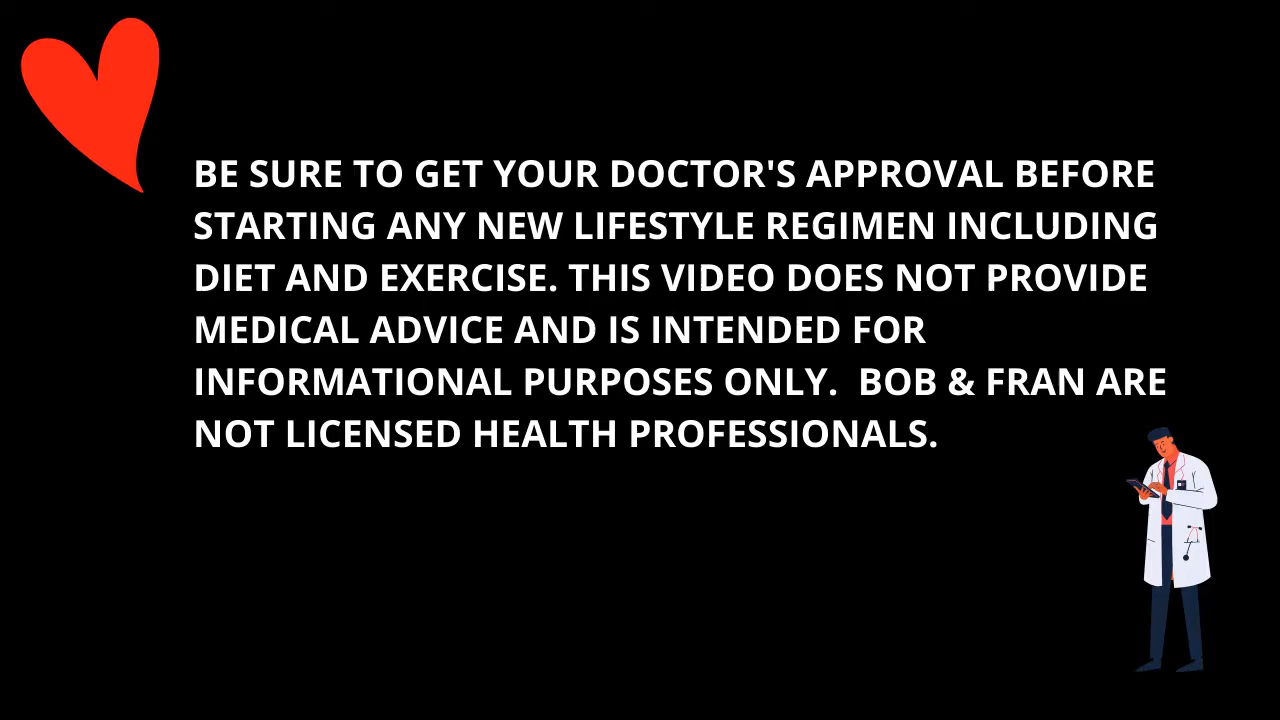 BE SURE TO GET YOUR DOCTOR'S APPROVAL BEFORE
STARTING ANY NEW LIFESTYLE REGIMEN INCLUDING
DIET AND EXERCISE. THIS VIDEO DOES NOT PROVIDE
MEDICAL ADVICE AND IS INTENDED FOR
INFORMATIONAL PURPOSES ONLY.  BOB & FRAN ARE
NOT LICENSED HEALTH PROFESSIONALS.